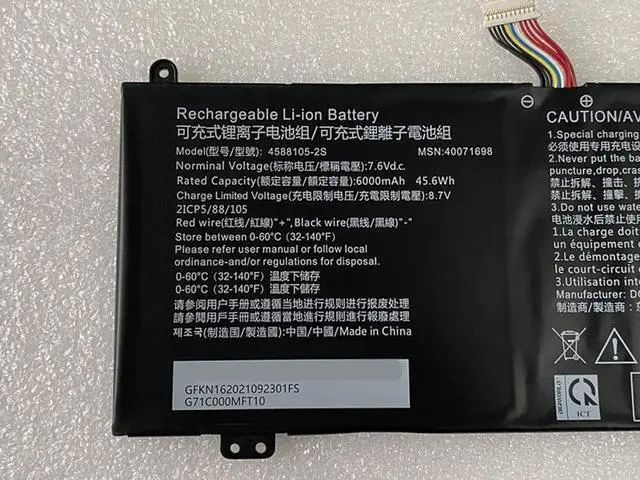 Rechargeable Li-ion Battery
可充式锂离子电池组/可充式鋰離子電池組
Model(型号/型號): 4588105-2S MSN:40071698
Norminal Voltage(标称电压/標稱電壓):7.6Vd.c.
Rated Capacity(额定容量/額定容量):6000mAh 45.6Wh
Charge Limited Voltage(充电限制电压/充電限制電壓):8.7V
2ICP5/88/105
Red wire(红线/紅線)"+",Black wire(黑线/黑線)"-"
Store between 0-60°C (32-140°F)
Please refer user manual or follow local
ordinance-and/or regulations for disposal.
0-60°C (32-140°F) 温度下储存
0-60°C (32-140°F) 溫度下儲存
请参阅用户手册或遵循当地进行规则进行报废处理
請參閱用戶手冊或遵循當地進行規則進行報廢處理
제조국(制造国/製造國):中国/中國/Made in China
GFKN162021092301FS
G71C000MFT10
CAUTION/AV
1.Special charging
必须使用专用充电设
2.Never put the bat
puncture,drop,cras
禁止拆解、撞击、挤
禁止拆解、撞擊、擠
3.Do not use water
电池浸水后禁止使用
1.La charge doit
un équipement
2.Le démontage
le court-circuit
3.Utilisation int
Manufacturer: DO
制造商/製造商:
ICT